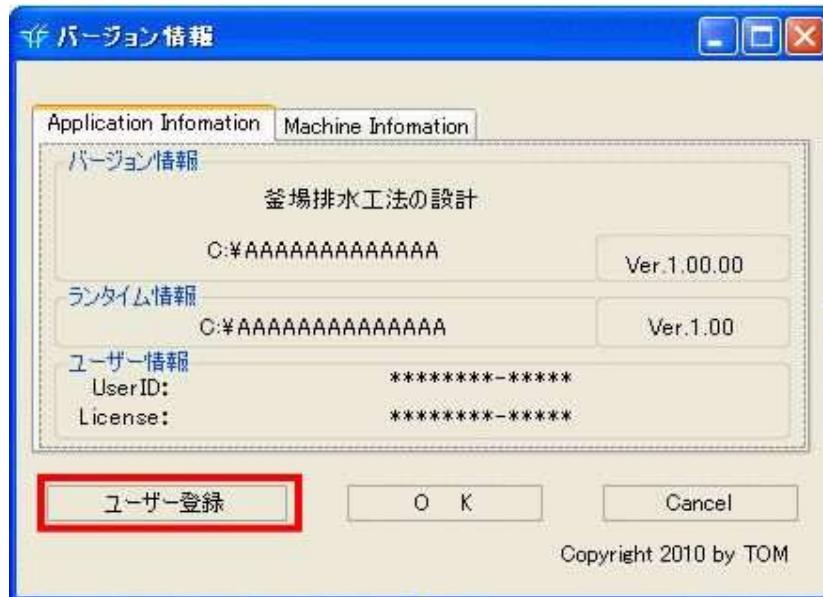 バージョン情報
Application Infomation Machine Infomation
バージョン情報
釜場排水工法の設計
C:¥AAAAAAAAAAAAA
Ver.1.00.00
ランタイム情報
C:¥AAAAAAAAAAAAAA Ver.1.00
ユーザー情報
UserID: ********-*****
License: ********-*****
ユーザー登録 O K Cancel
Copyright 2010 by TOM